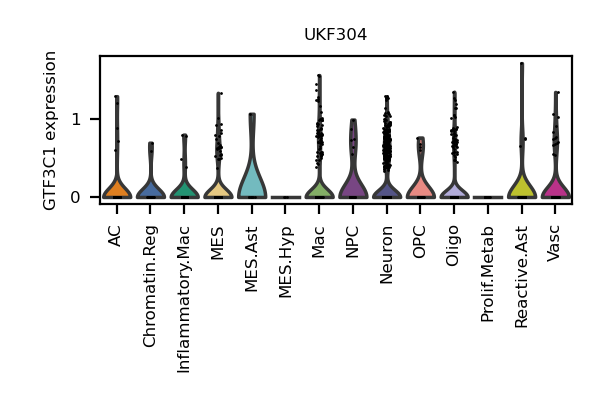 UKF304
GTF3C1 expression
1
0
AC
Chromatin.Reg
Inflammatory.Mac
MES
MES.Ast
MES.Hyp
Mac
NPC
Neuron
OPC
Oligo
Prolif.Metab
Reactive.Ast
Vasc